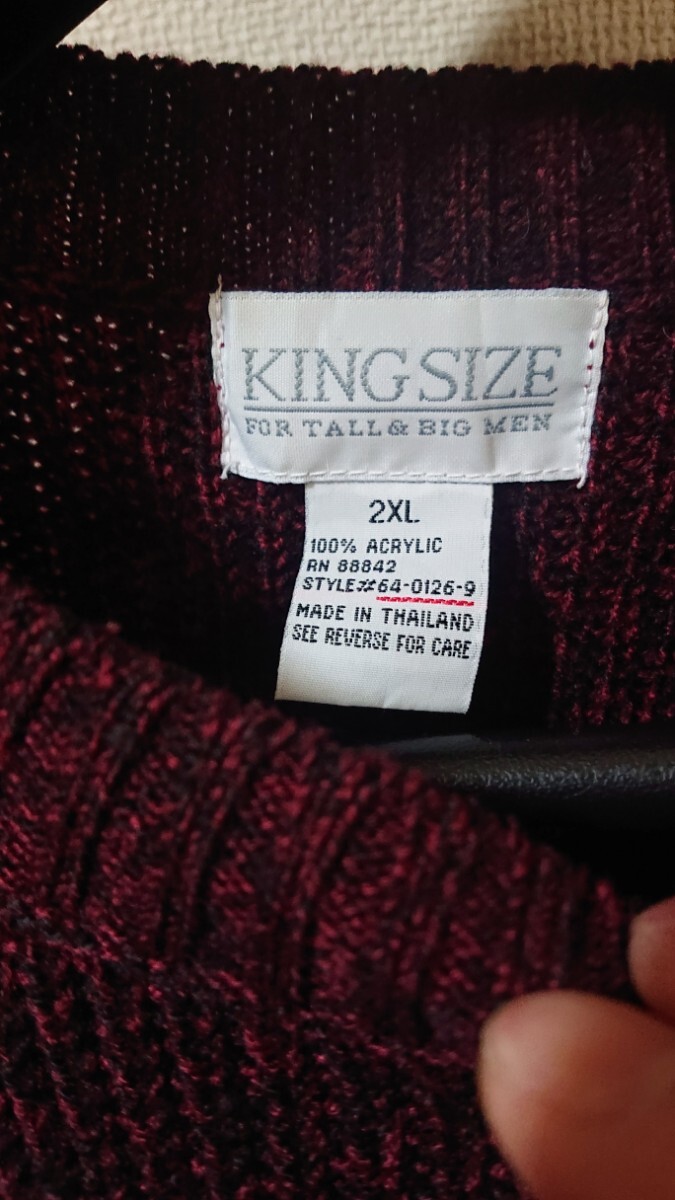 KINGSIZE
FOR TALL & BIG MEN
2XL
100% ACRYLIC
RN 88842
STYLE#64-0126-9
MADE IN THAILAND
SEE REVERSE FOR CARE